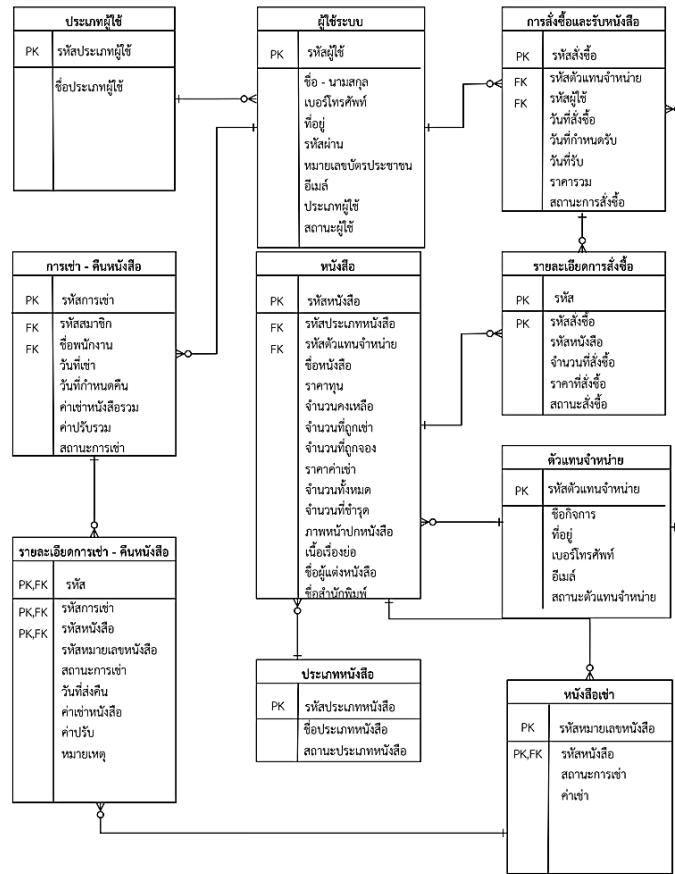 ประเภทผู้ใช้
PK รหัสประเภทผู้ใช้
ชื่อประเภทผู้ใช้
ผู้ใช้ระบบ
PK รหัสผู้ใช้
ชื่อ - นามสกุล
เบอร์โทรศัพท์
ที่อยู่
รหัสผ่าน
หมายเลขบัตรประชาชน
อีเมล์
ประเภทผู้ใช้
สถานะผู้ใช้
การสั่งซื้อและรับหนังสือ
PK รหัสสั่งซื้อ
FK รหัสตัวแทนจำหน่าย
FK รหัสผู้ใช้
วันที่สั่งซื้อ
วันที่กำหนดรับ
วันที่รับ
ราคารวม
สถานะการสั่งซื้อ
การเช่า - คืนหนังสือ
PK รหัสการเช่า
FK รหัสสมาชิก
FK ชื่อพนักงาน
วันที่เช่า
วันที่กำหนดคืน
ค่าเช่าหนังสือรวม
ค่าปรับรวม
สถานะการเช่า
หนังสือ
PK รหัสหนังสือ
FK รหัสประเภทหนังสือ
FK รหัสตัวแทนจำหน่าย
ชื่อหนังสือ
ราคาทุน
จำนวนคงเหลือ
จำนวนที่ถูกเช่า
จำนวนที่ถูกจอง
ราคาค่าเช่า
จำนวนทั้งหมด
จำนวนที่ชำรุด
ภาพหน้าปกหนังสือ
เนื้อเรื่องย่อ
ชื่อผู้แต่งหนังสือ
ชื่อสำนักพิมพ์
รายละเอียดการสั่งซื้อ
PK รหัส
PK รหัสสั่งซื้อ
รหัสหนังสือ
จำนวนที่สั่งซื้อ
ราคาที่สั่งซื้อ
สถานะสั่งซื้อ
ตัวแทนจำหน่าย
PK รหัสตัวแทนจำหน่าย
ชื่อกิจการ
ที่อยู่
เบอร์โทรศัพท์
อีเมล์
สถานะตัวแทนจำหน่าย
รายละเอียดการเช่า - คืนหนังสือ
PK,FK รหัส
PK,FK รหัสการเช่า
PK,FK รหัสหนังสือ
รหัสหมายเลขหนังสือ
สถานะการเช่า
วันที่ส่งคืน
ค่าเช่าหนังสือ
ค่าปรับ
หมายเหตุ
ประเภทหนังสือ
PK รหัสประเภทหนังสือ
ชื่อประเภทหนังสือ
สถานะประเภทหนังสือ
หนังสือเช่า
PK รหัสหมายเลขหนังสือ
PK,FK รหัสหนังสือ
สถานะการเช่า
ค่าเช่า